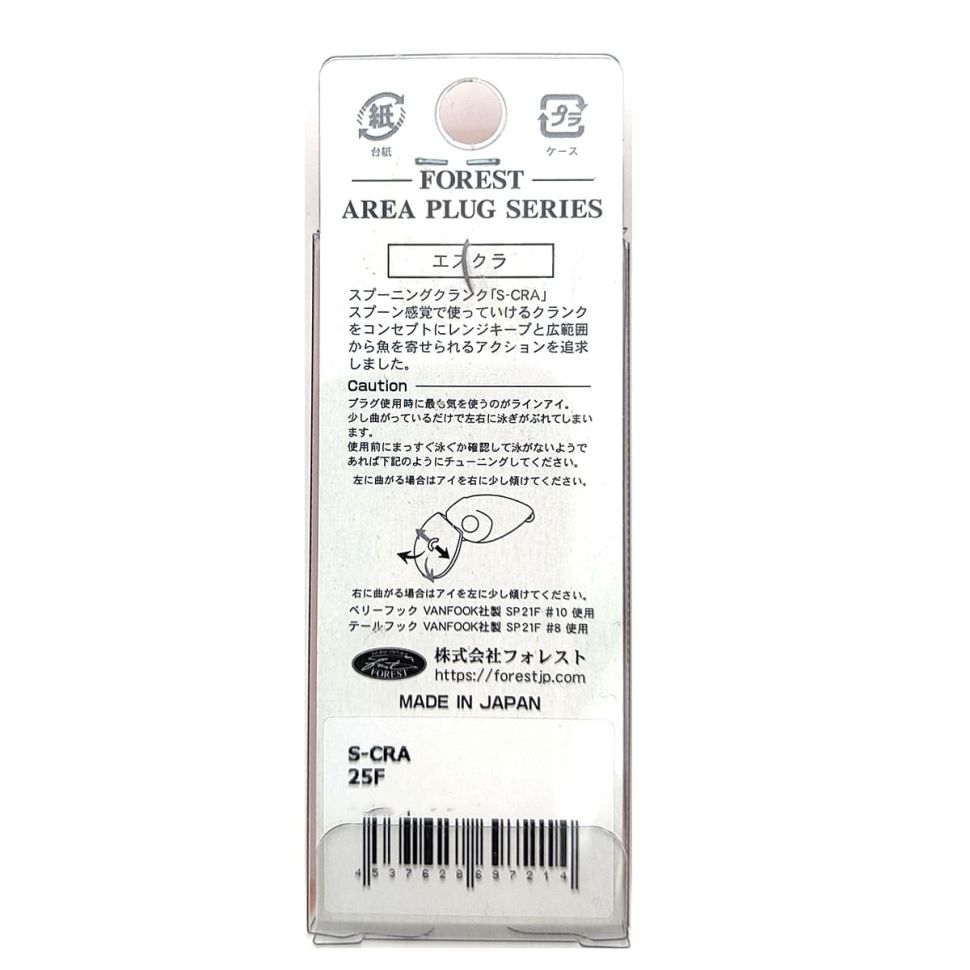 紙
プラ
台紙
ケース
FOREST
AREA PLUG SERIES
エスクラ
スプーニングクランク「S-CRA」
スプーン感覚で使っていけるクランク
をコンセプトにレンジキープと広範囲
から魚を寄せられるアクションを追求
しました。
Caution
プラグ使用時に最も気を使うのがラインアイ。
少し曲がっているだけで左右に泳ぎがぶれてしまい
ます。
使用前にまっすぐ泳ぐか確認して泳がないようで
あれば下記のようにチューニングしてください。
左に曲がる場合はアイを右に少し傾けてください。
右に曲がる場合はアイを左に少し傾けてください。
ベリーフック VANFOOK社製 SP21F #10 使用
テールフック VANFOOK社製 SP21F #8 使用
FOREST
株式会社フォレスト
https://forestjp.com
MADE IN JAPAN
S-CRA
25F
4537628697214